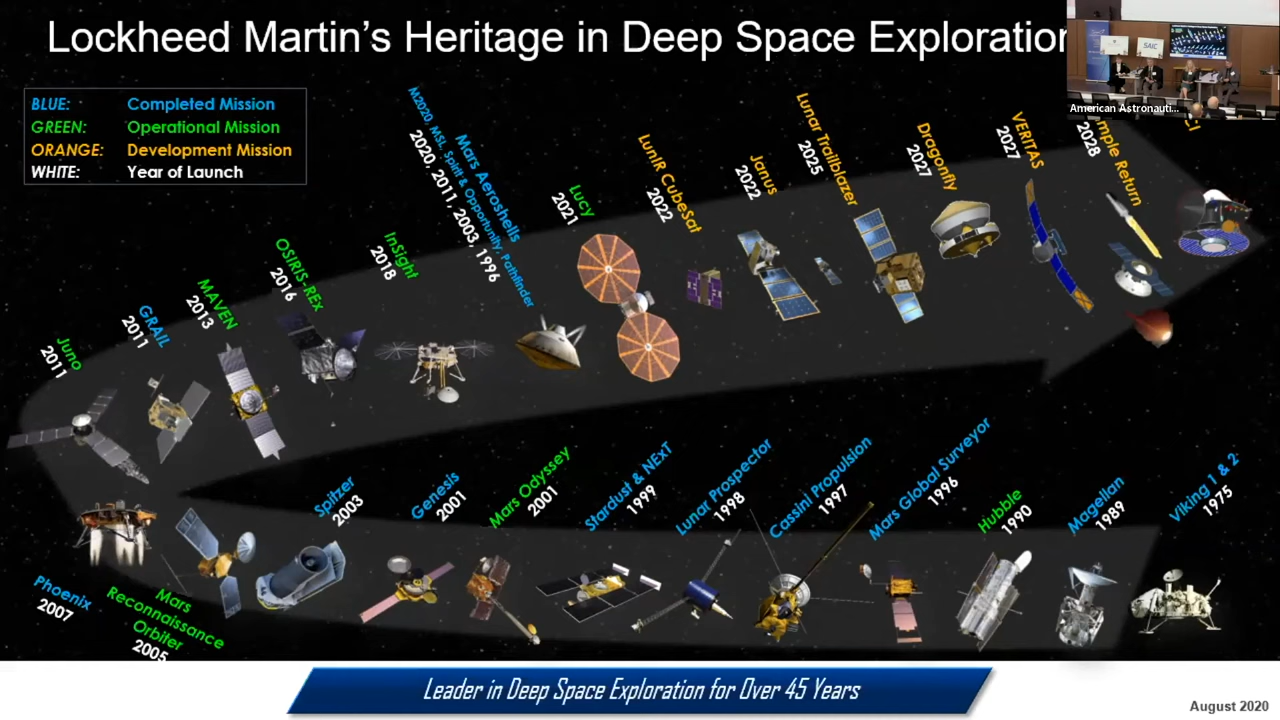 Lockheed Martin's Heritage in Deep Space Exploration
BLUE: Completed Mission
GREEN: Operational Mission
ORANGE: Development Mission
WHITE: Year of Launch
SAIC
American Astronauti...
Juno
2011
GRAIL
2011
MAVEN
2013
OSIRIS-REx
2016
InSight
2018
Mars Aeroshells
M2020, MSL, Spirit & Opportunity, Pathfinder
2020, 2011, 2003, 1996
Lucy
2021
LunIR CubeSat
2022
Janus
2022
Lunar Trailblazer
2025
Dragonfly
2027
VERITAS
2027
Return
2028
Phoenix
2007
Mars
Reconnaissance
Orbiter
2005
Spitzer
2003
Genesis
2001
Mars Odyssey
2001
Stardust & NExT
1999
Lunar Prospector
1998
Cassini Propulsion
1997
Mars Global Surveyor
1996
Hubble
1990
Magellan
1989
Viking 1 & 2
1975
Leader in Deep Space Exploration for Over 45 Years
August 2020